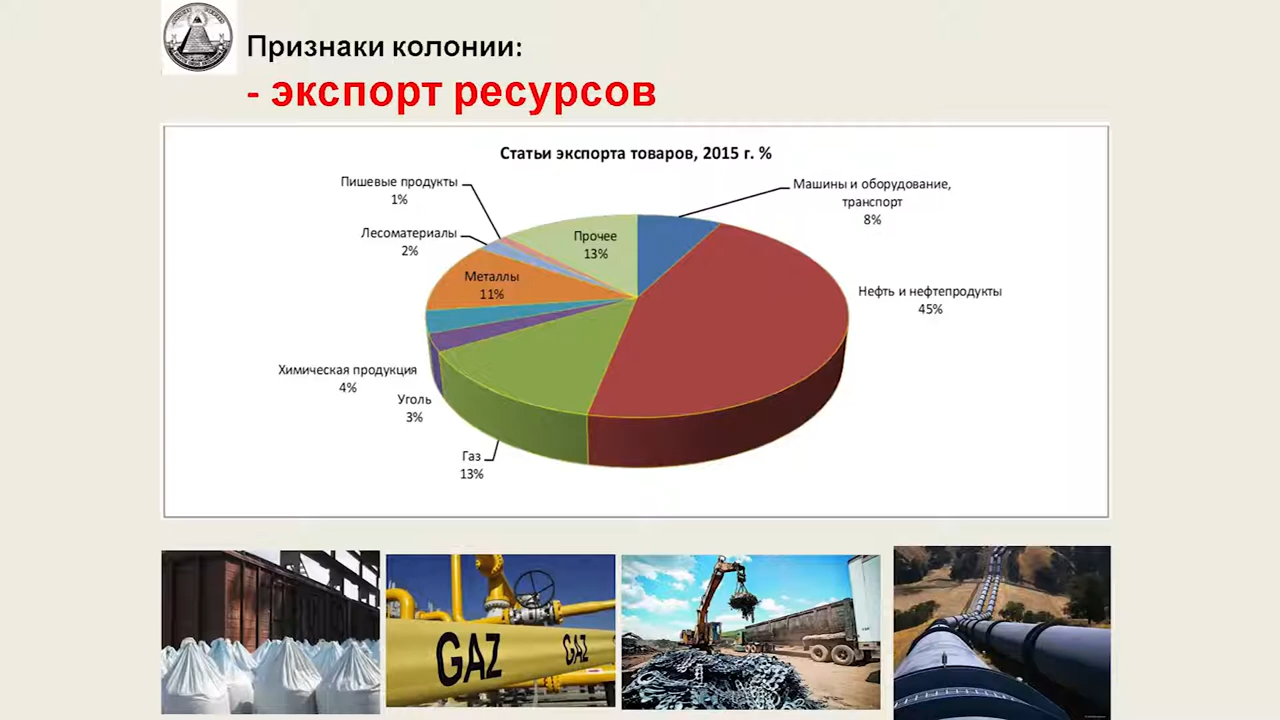 Признаки колонии:
- экспорт ресурсов
Статьи экспорта товаров, 2015 г. %
Пишевые продукты
1%
Машины и оборудование,
транспорт
8%
Лесоматериалы
2%
Прочее
13%
Металлы
11%
Нефть и нефтепродукты
45%
Химическая продукция
4%
Уголь
3%
Газ
13%
GAZ
GAZ